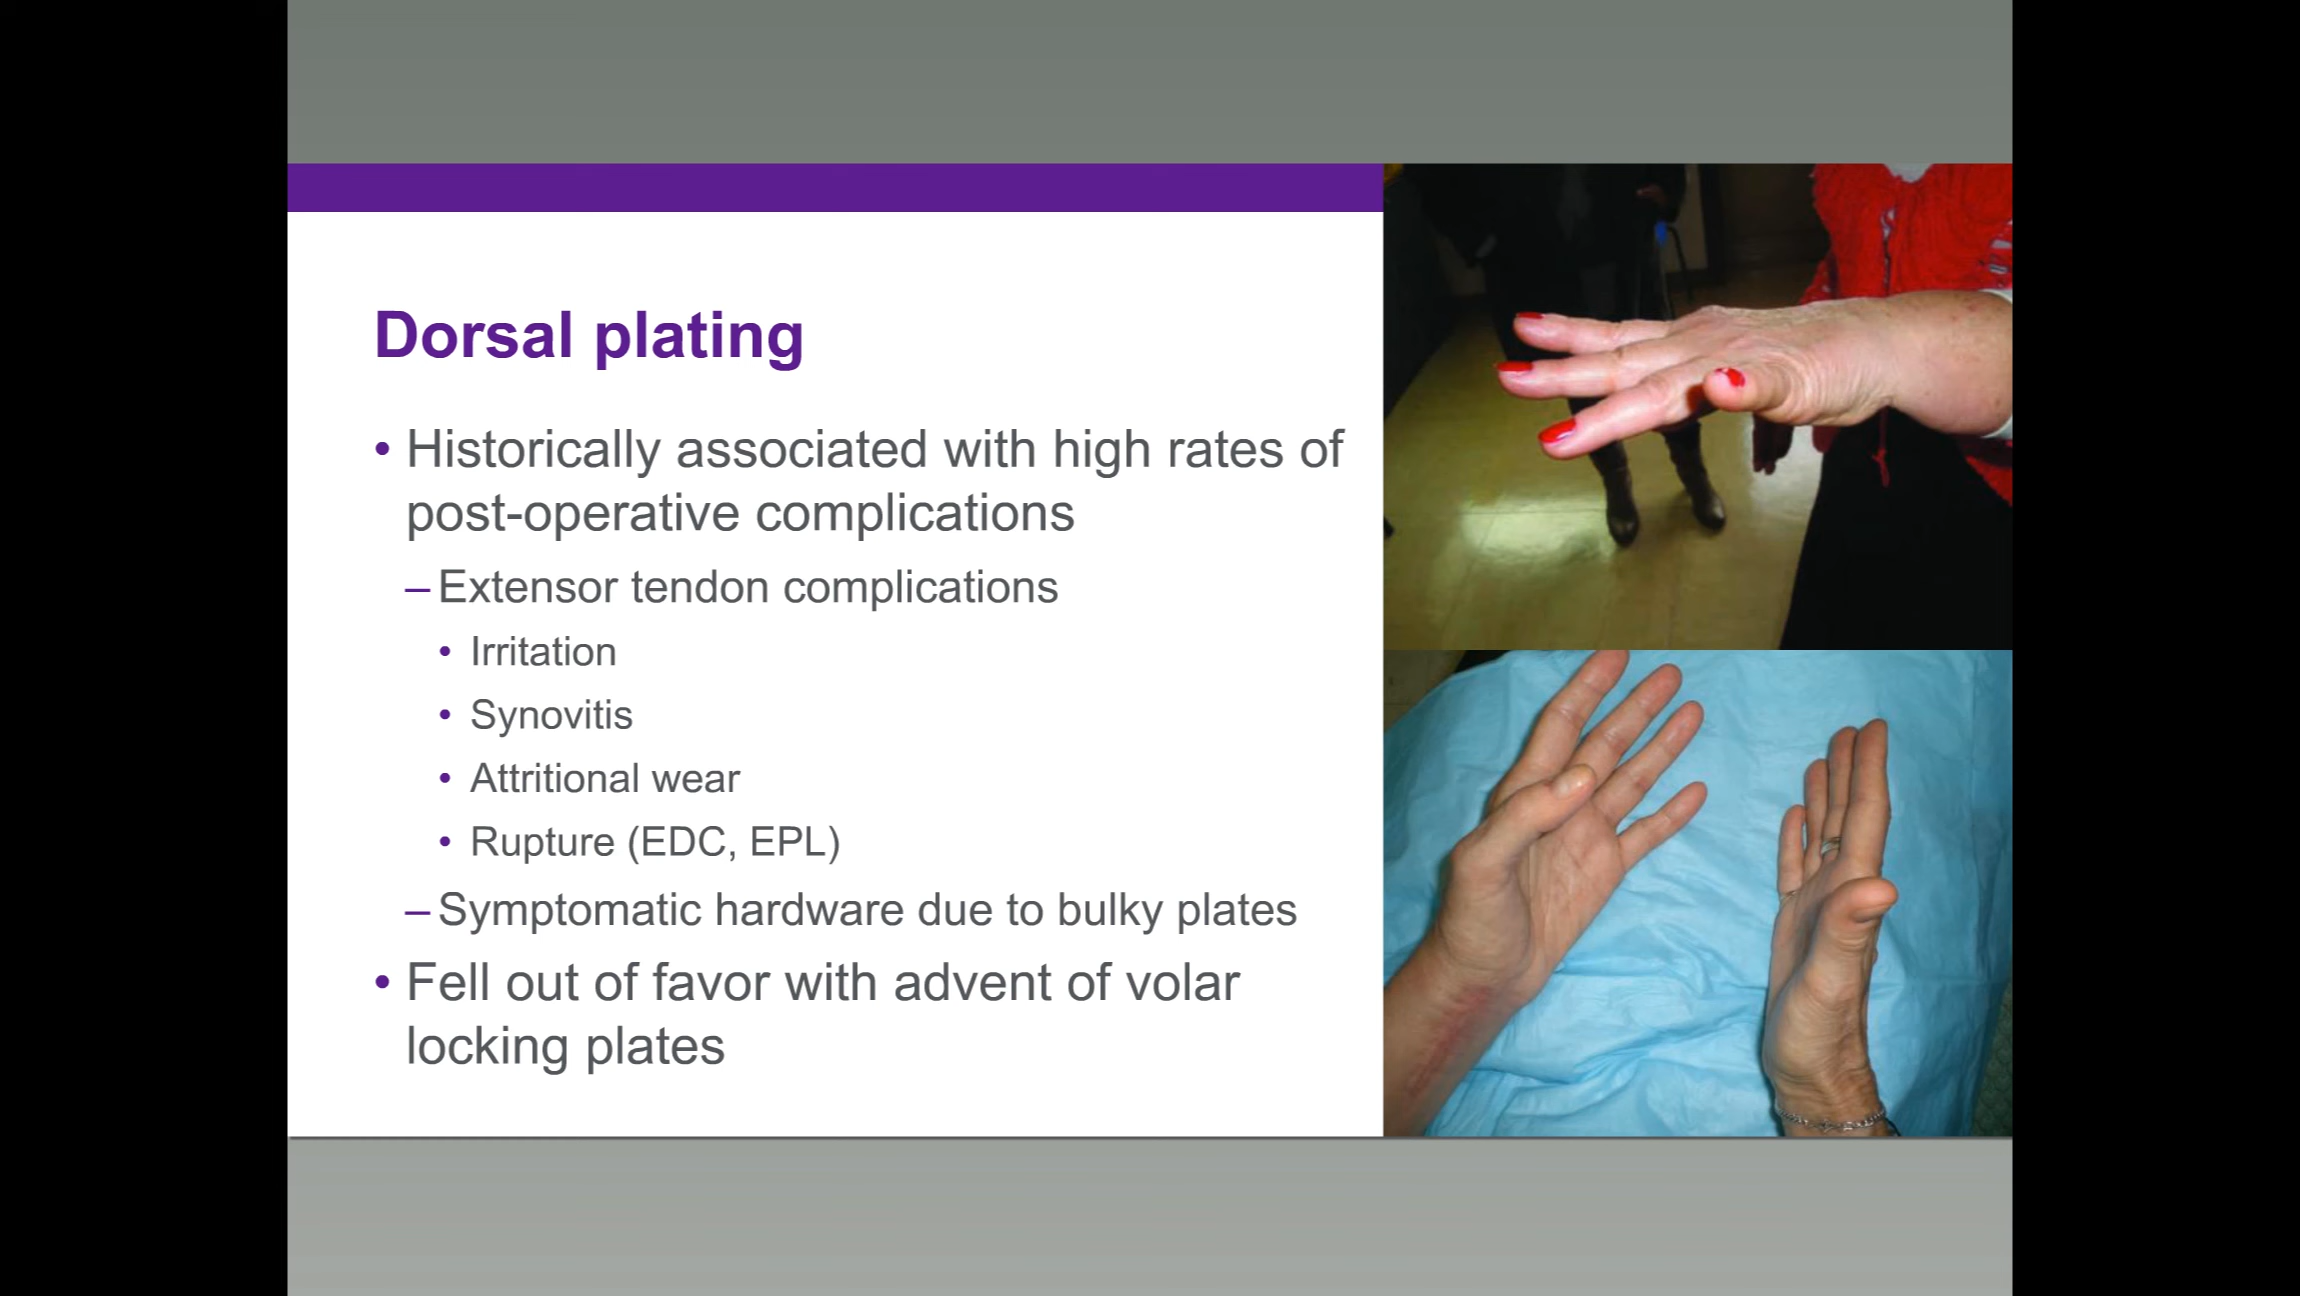 Dorsal plating
• Historically associated with high rates of
post-operative complications
– Extensor tendon complications
• Irritation
• Synovitis
• Attritional wear
• Rupture (EDC, EPL)
– Symptomatic hardware due to bulky plates
• Fell out of favor with advent of volar
locking plates